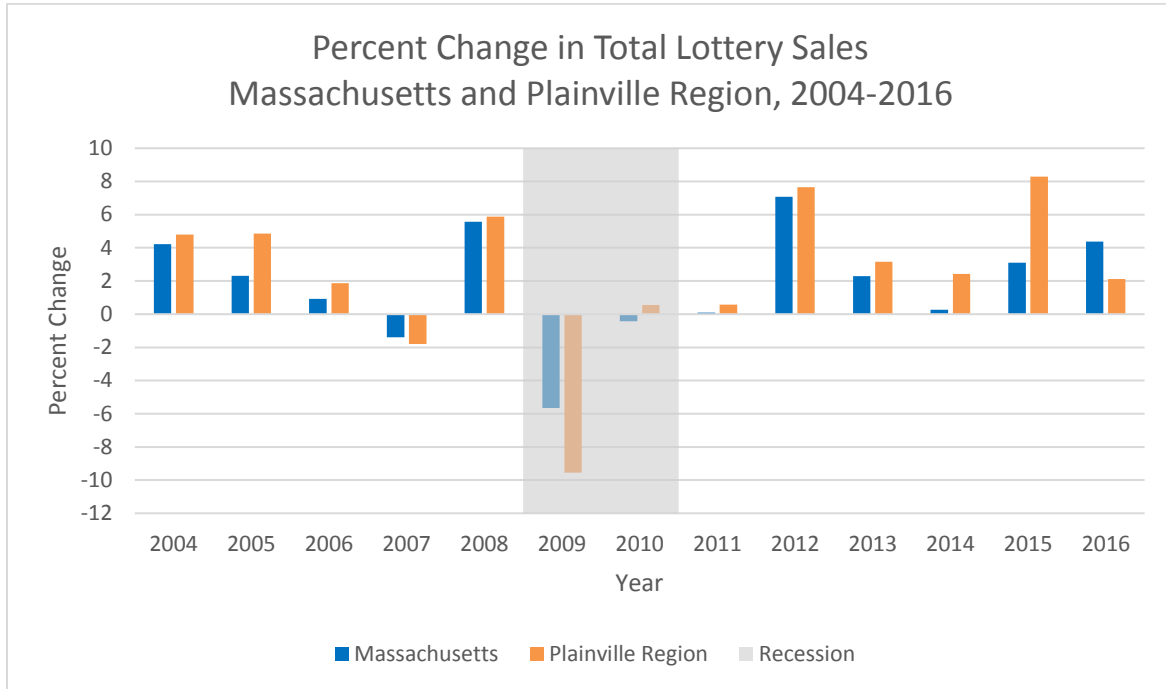 Percent Change in Total Lottery Sales
Massachusetts and Plainville Region, 2004-2016
Percent Change
10
8
6
4
2
0
-2
-4
-6
-8
-10
-12
2004 2005 2006 2007 2008 2009 2010 2011 2012 2013 2014 2015 2016
Year
Massachusetts Plainville Region Recession